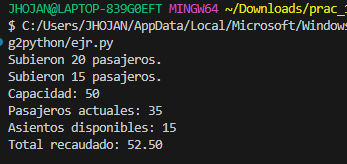 JHOJAN@LAPTOP-839G0EFT MINGW64 ~/Downloads/prac_
$ C:/Users/JHOJAN/AppData/Local/Microsoft/Windows
g2python/ejr.py
Subieron 20 pasajeros.
Subieron 15 pasajeros.
Capacidad: 50
Pasajeros actuales: 35
Asientos disponibles: 15
Total recaudado: 52.50